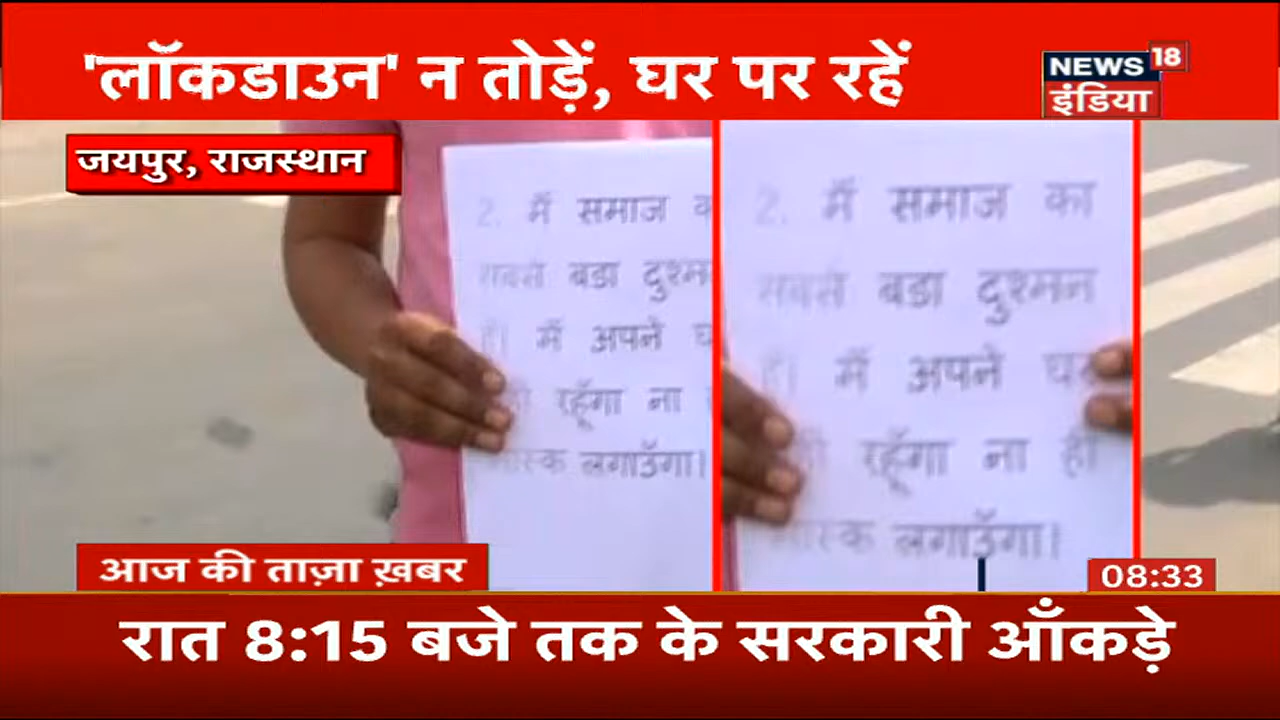 'लॉकडाउन' न तोड़ें, घर पर रहें
NEWS 18
इंडिया
जयपुर, राजस्थान
2. मैं समाज
बडा दुश्मन
मैं अपने
रहूँगा ना
मास्क लगाउँगा।
2. मैं समाज का
सबसे बडा दुश्मन
हूँ। मैं अपने घर
रहूँगा ना ही
मास्क लगाउँगा।
आज की ताज़ा ख़बर
08:33
रात 8:15 बजे तक के सरकारी आँकड़े